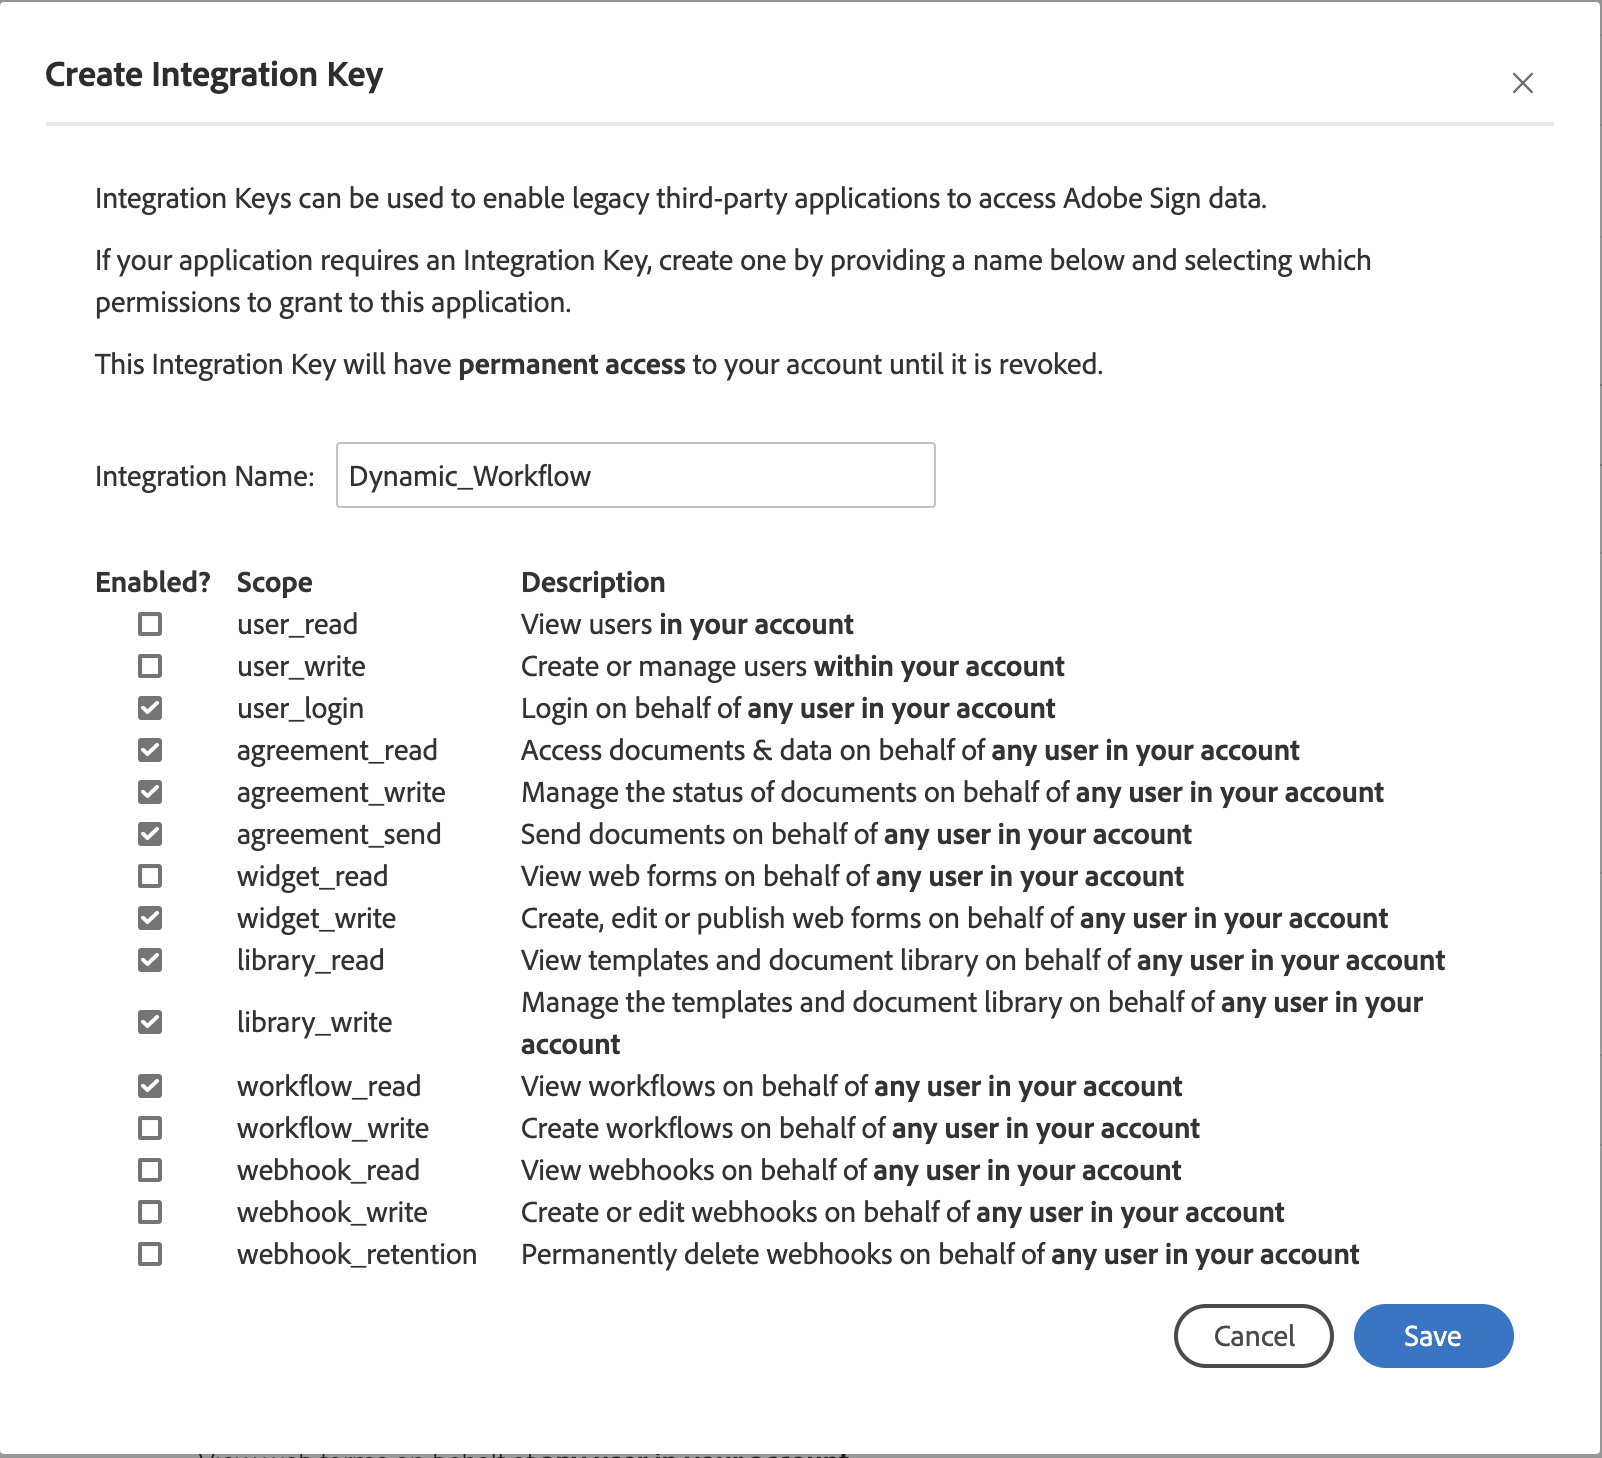 Create Integration Key
Integration Keys can be used to enable legacy third-party applications to access Adobe Sign data.
If your application requires an Integration Key, create one by providing a name below and selecting which
permissions to grant to this application.
This Integration Key will have permanent access to your account until it is revoked.
Integration Name: Dynamic_Workflow
Enabled? Scope Description
user_read View users in your account
user_write Create or manage users within your account
user_login Login on behalf of any user in your account
agreement_read Access documents & data on behalf of any user in your account
agreement_write Manage the status of documents on behalf of any user in your account
agreement_send Send documents on behalf of any user in your account
widget_read View web forms on behalf of any user in your account
widget_write Create, edit or publish web forms on behalf of any user in your account
library_read View templates and document library on behalf of any user in your account
library_write Manage the templates and document library on behalf of any user in your
account
workflow_read View workflows on behalf of any user in your account
workflow_write Create workflows on behalf of any user in your account
webhook_read View webhooks on behalf of any user in your account
webhook_write Create or edit webhooks on behalf of any user in your account
webhook_retention Permanently delete webhooks on behalf of any user in your account
Cancel Save
View web forms on behalf of any user in your account